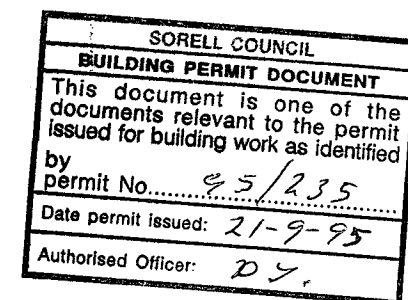 SORELL COUNCIL
BUILDING PERMIT DOCUMENT
This document is one of the
documents relevant to the permit
issued for building work as identified
by
permit No.......95/235.......
Date permit issued: 21-9-95
Authorised Officer: